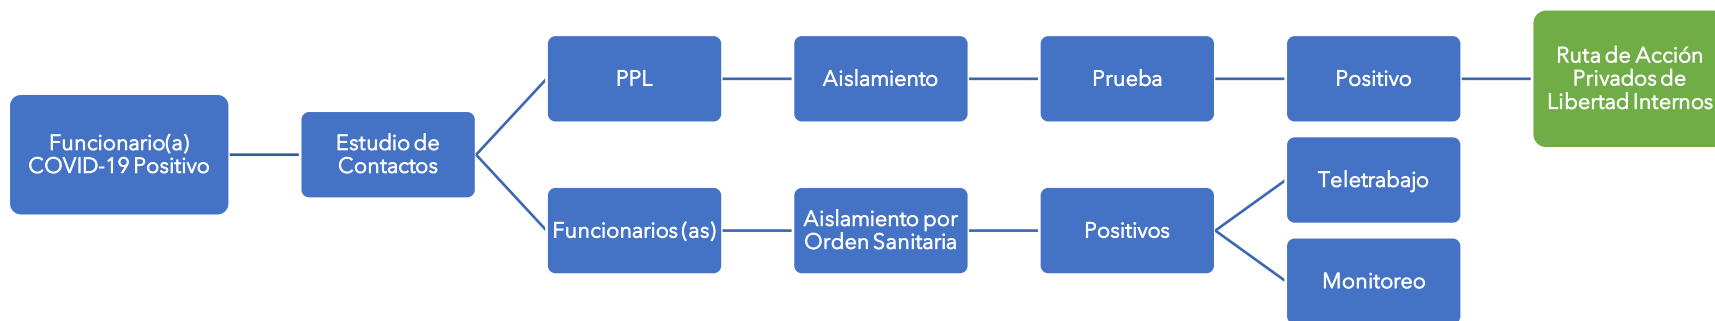 Funcionario(a)
COVID-19 Positivo
Estudio de
Contactos
PPL
Aislamiento
Prueba
Positivo
Ruta de Acción
Privados de
Libertad Internos
Funcionarios (as)
Aislamiento por
Orden Sanitaria
Positivos
Teletrabajo
Monitoreo